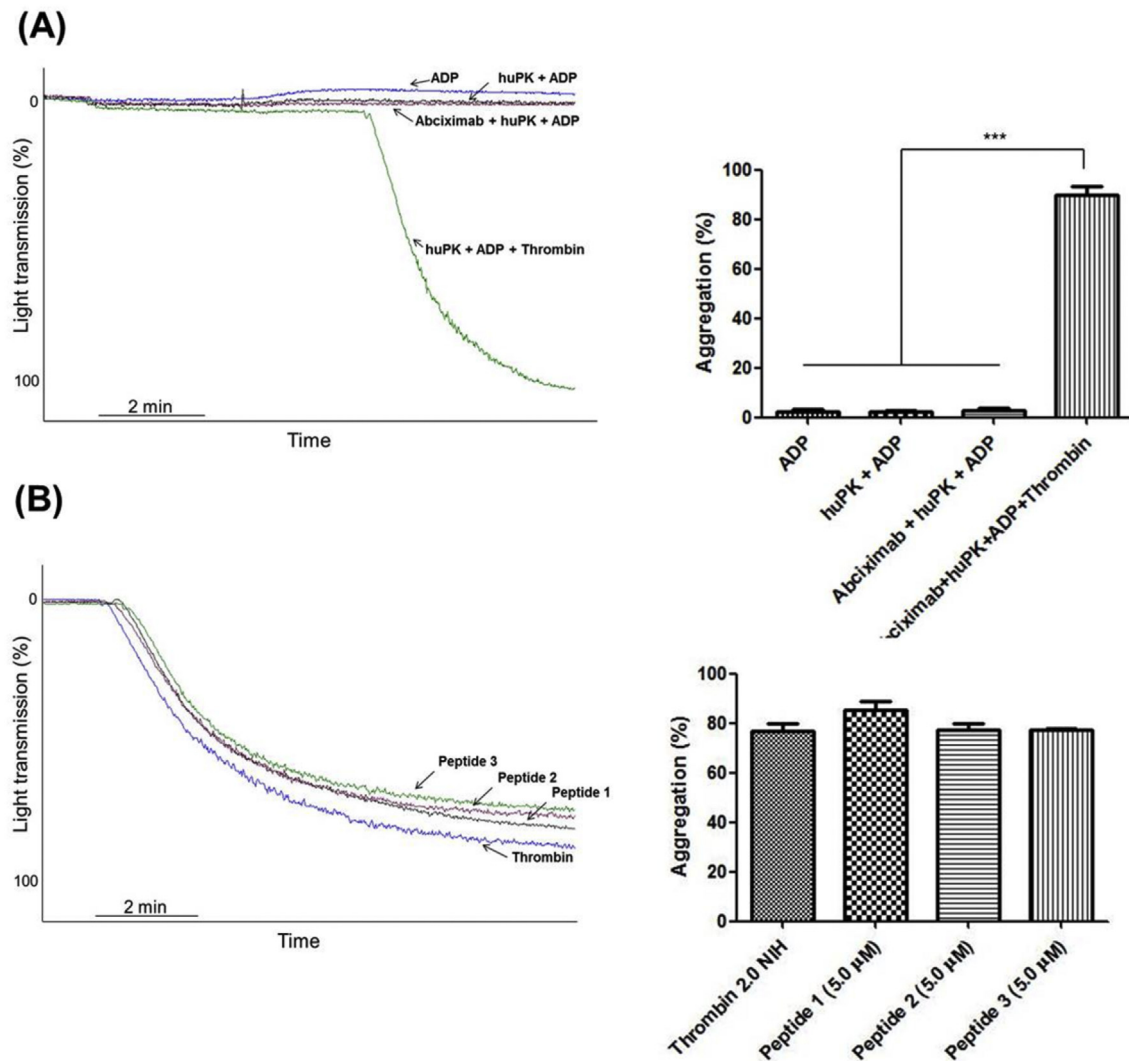 (A)
0
Light transmission (%)
100
2 min
Time
ADP
huPK + ADP
Abciximab + huPK + ADP
huPK + ADP + Thrombin
***
Aggregation (%)
100
80
60
40
20
0
ADP
huPK + ADP
Abciximab + huPK + ADP
ciximab+huPK+ADP+Thrombin
(B)
0
Light transmission (%)
100
2 min
Time
Peptide 3
Peptide 2
Peptide 1
Thrombin
Aggregation (%)
100
80
60
40
20
0
Thrombin 2.0 NIH
Peptide 1 (5.0 µM)
Peptide 2 (5.0 µM)
Peptide 3 (5.0 µM)